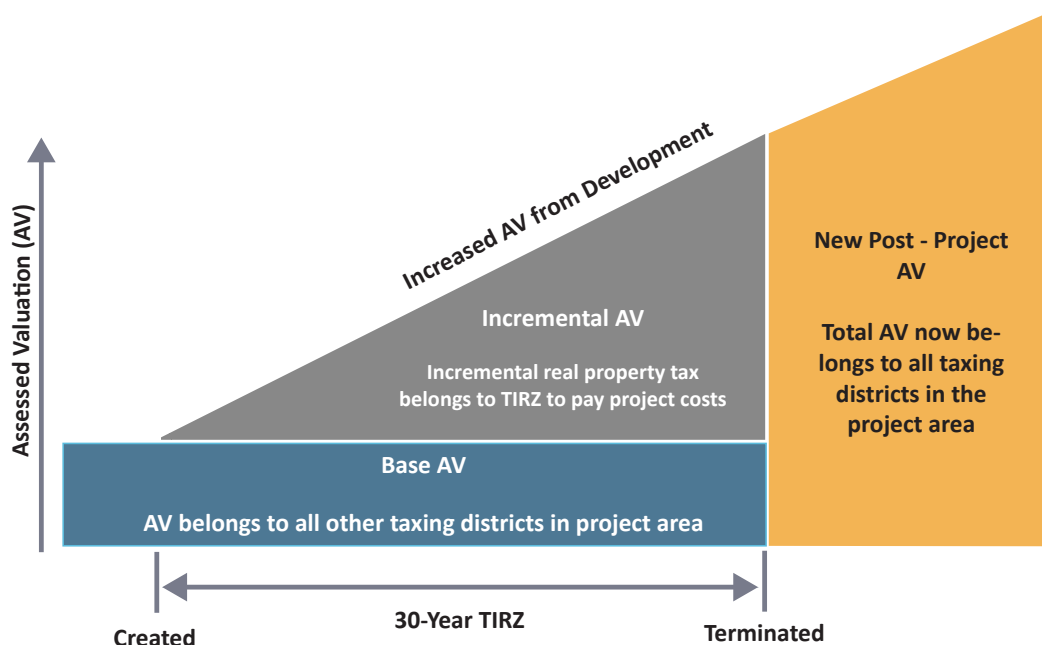 Assessed Valuation (AV)
Increased AV from Development
Incremental AV
Incremental real property tax
belongs to TIRZ to pay project costs
Base AV
AV belongs to all other taxing districts in project area
New Post - Project
AV
Total AV now be-
longs to all taxing
districts in the
project area
30-Year TIRZ
Created
Terminated